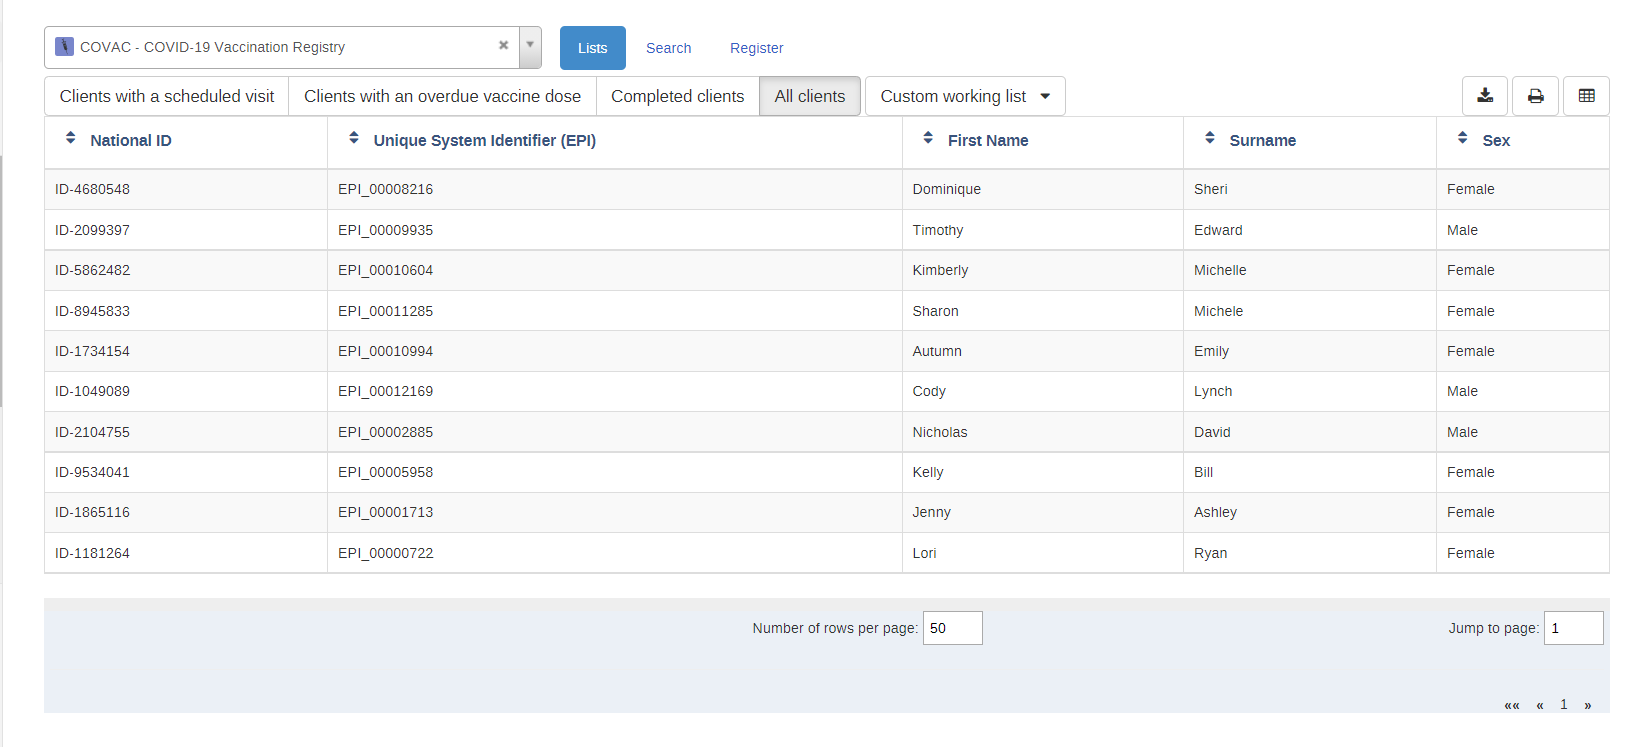 COVAC - COVID-19 Vaccination Registry × Lists Search Register
Clients with a scheduled visit Clients with an overdue vaccine dose Completed clients All clients Custom working list
National ID Unique System Identifier (EPI) First Name Surname Sex
ID-4680548 EPI_00008216 Dominique Sheri Female
ID-2099397 EPI_00009935 Timothy Edward Male
ID-5862482 EPI_00010604 Kimberly Michelle Female
ID-8945833 EPI_00011285 Sharon Michele Female
ID-1734154 EPI_00010994 Autumn Emily Female
ID-1049089 EPI_00012169 Cody Lynch Male
ID-2104755 EPI_00002885 Nicholas David Male
ID-9534041 EPI_00005958 Kelly Bill Female
ID-1865116 EPI_00001713 Jenny Ashley Female
ID-1181264 EPI_00000722 Lori Ryan Female
Number of rows per page: 50 Jump to page: 1
«« « 1 »